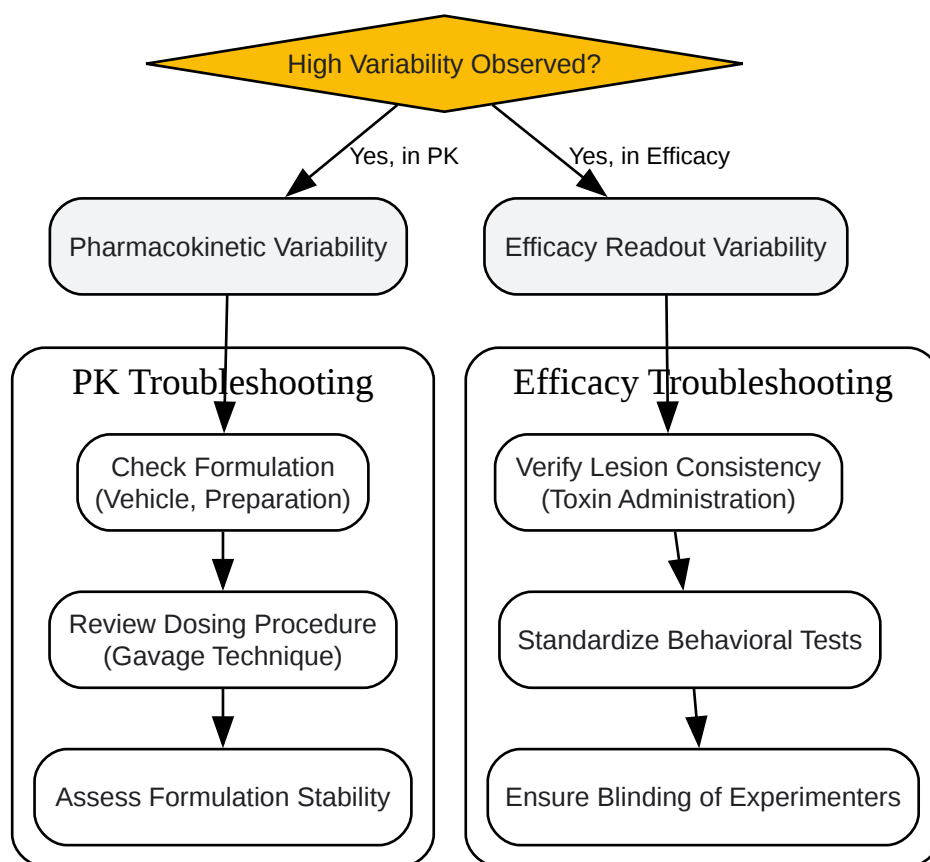 High Variability Observed?
Yes, in PK
Yes, in Efficacy
Pharmacokinetic Variability
Efficacy Readout Variability
PK Troubleshooting
Check Formulation
(Vehicle, Preparation)
Review Dosing Procedure
(Gavage Technique)
Assess Formulation Stability
Efficacy Troubleshooting
Verify Lesion Consistency
(Toxin Administration)
Standardize Behavioral Tests
Ensure Blinding of Experimenters